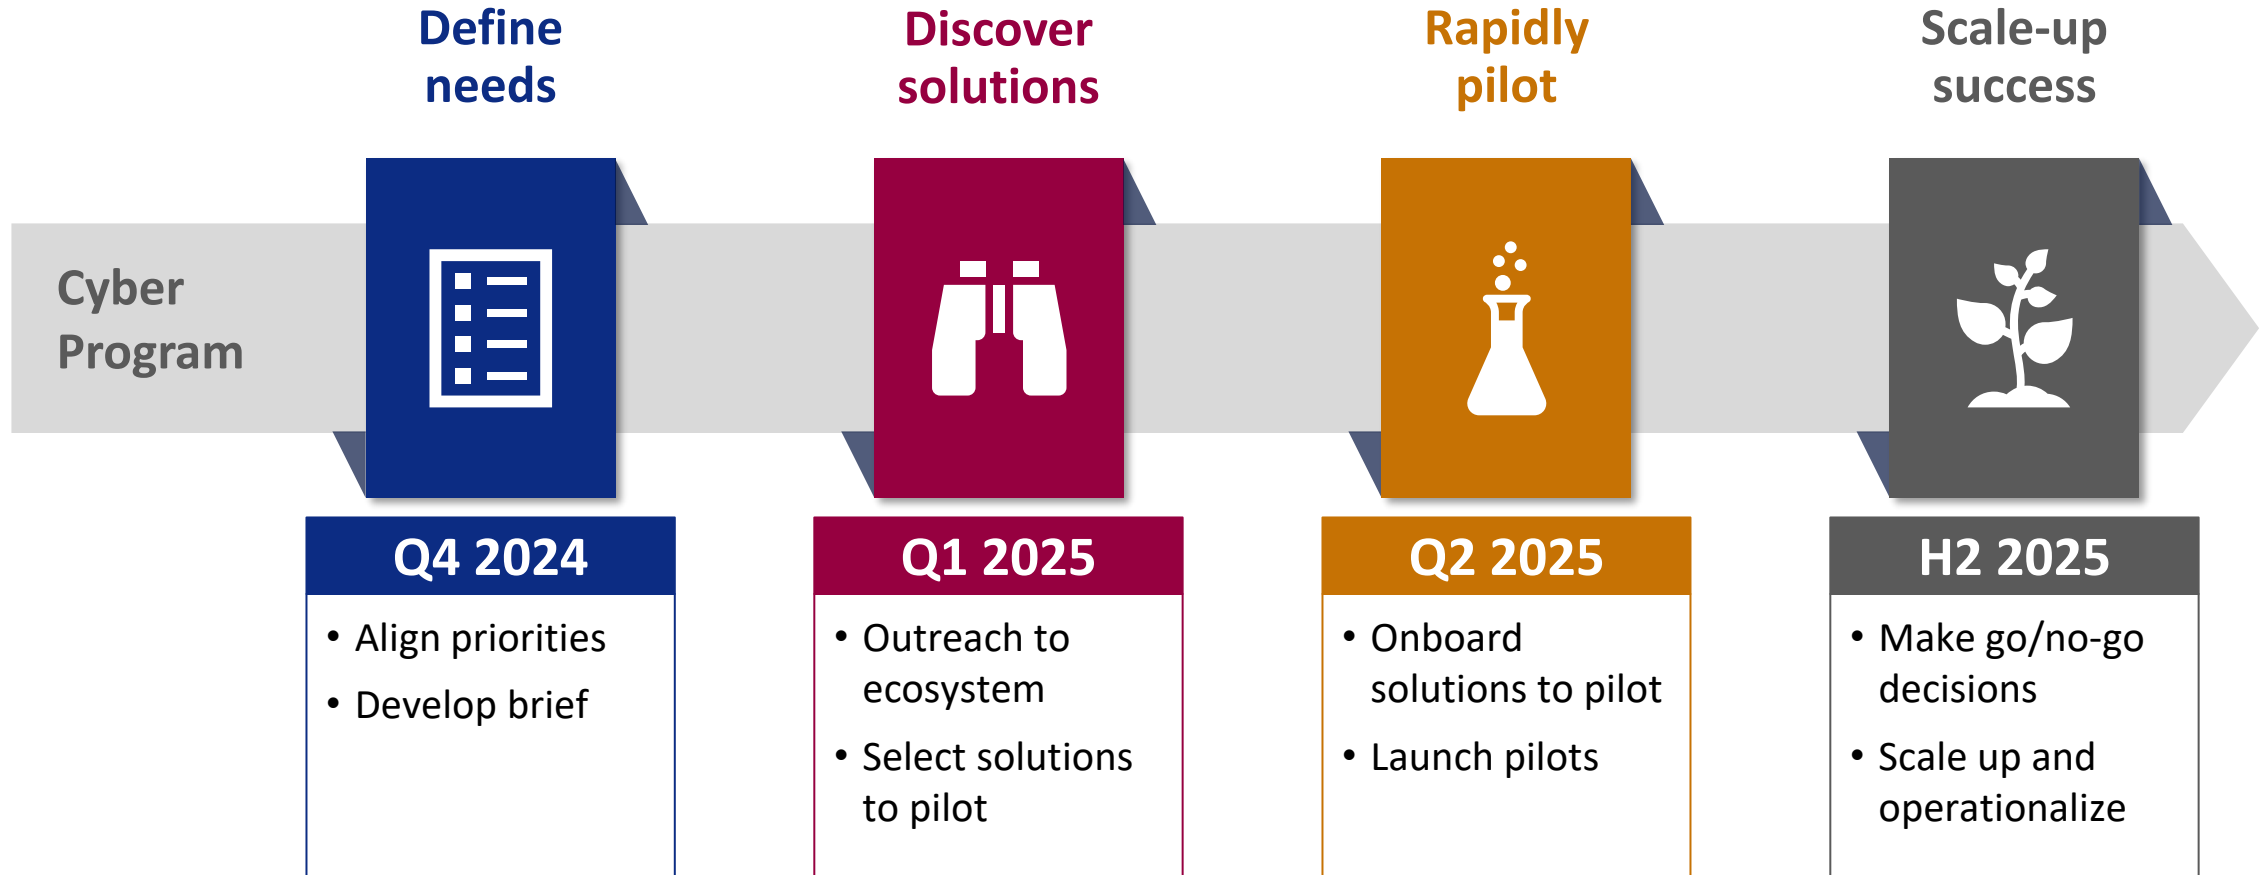 Define
needs
Discover
solutions
Rapidly
pilot
Scale-up
success
Cyber
Program
Q4 2024
• Align priorities
• Develop brief
Q1 2025
• Outreach to
ecosystem
• Select solutions
to pilot
Q2 2025
• Onboard
solutions to pilot
• Launch pilots
H2 2025
• Make go/no-go
decisions
• Scale up and
operationalize